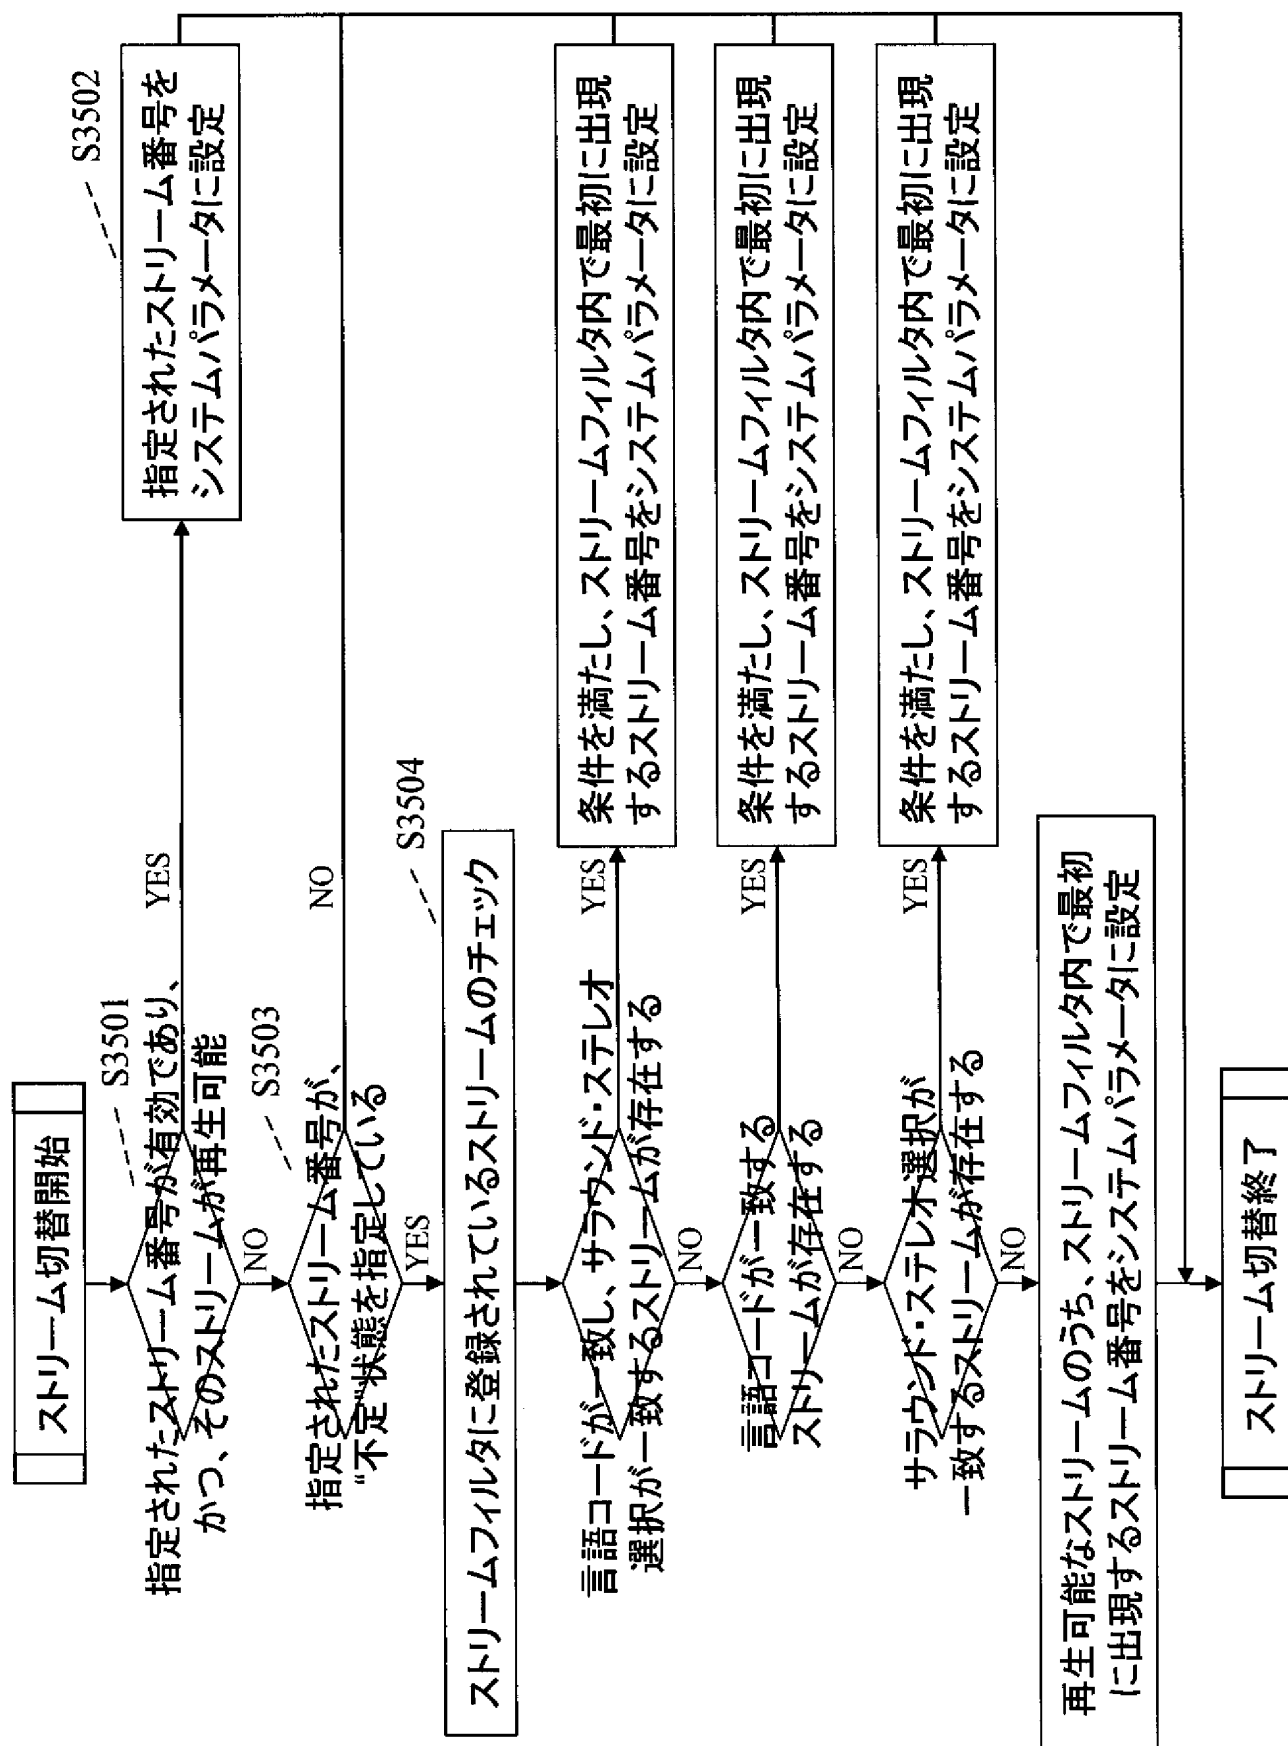 ストリーム切替開始
S3501
指定されたストリーム番号が有効であり、
かつ、そのストリームが再生可能
YES
S3502
指定されたストリーム番号を
システムパラメータに設定
NO
S3503
指定されたストリーム番号が、
“不定”状態を指定している
NO
YES
S3504
ストリームフィルタに登録されているストリームのチェック
言語コードが一致し、サラウンド・ステレオ
選択が一致するストリームが存在する
YES
条件を満たし、ストリームフィルタ内で最初に出現
するストリーム番号をシステムパラメータに設定
NO
言語コードが一致する
ストリームが存在する
YES
条件を満たし、ストリームフィルタ内で最初に出現
するストリーム番号をシステムパラメータに設定
NO
サラウンド・ステレオ選択が
一致するストリームが存在する
YES
条件を満たし、ストリームフィルタ内で最初に出現
するストリーム番号をシステムパラメータに設定
NO
再生可能なストリームのうち、ストリームフィルタ内で最初
に出現するストリーム番号をシステムパラメータに設定
ストリーム切替終了